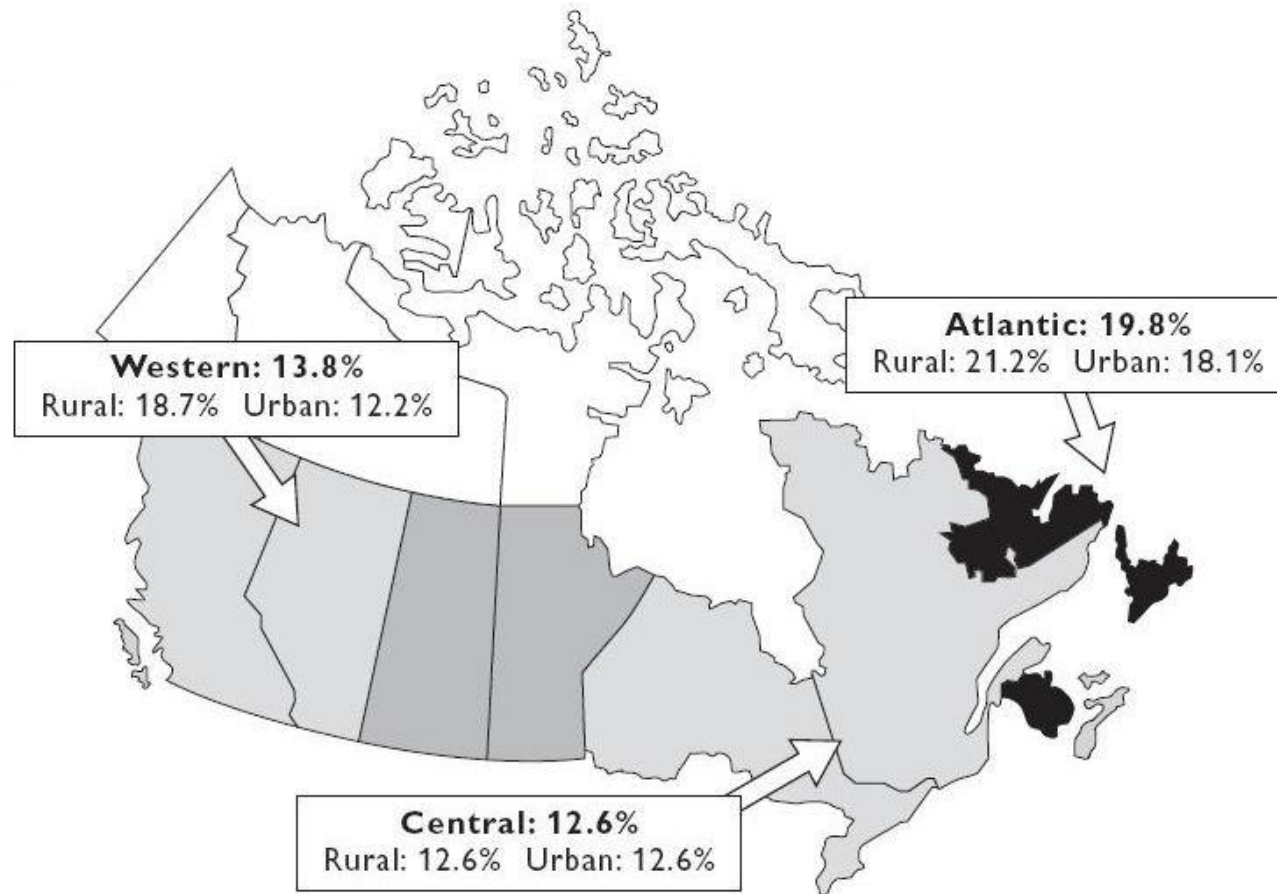 Atlantic: 19.8%
Rural: 21.2% Urban: 18.1%
Western: 13.8%
Rural: 18.7% Urban: 12.2%
Central: 12.6%
Rural: 12.6% Urban: 12.6%